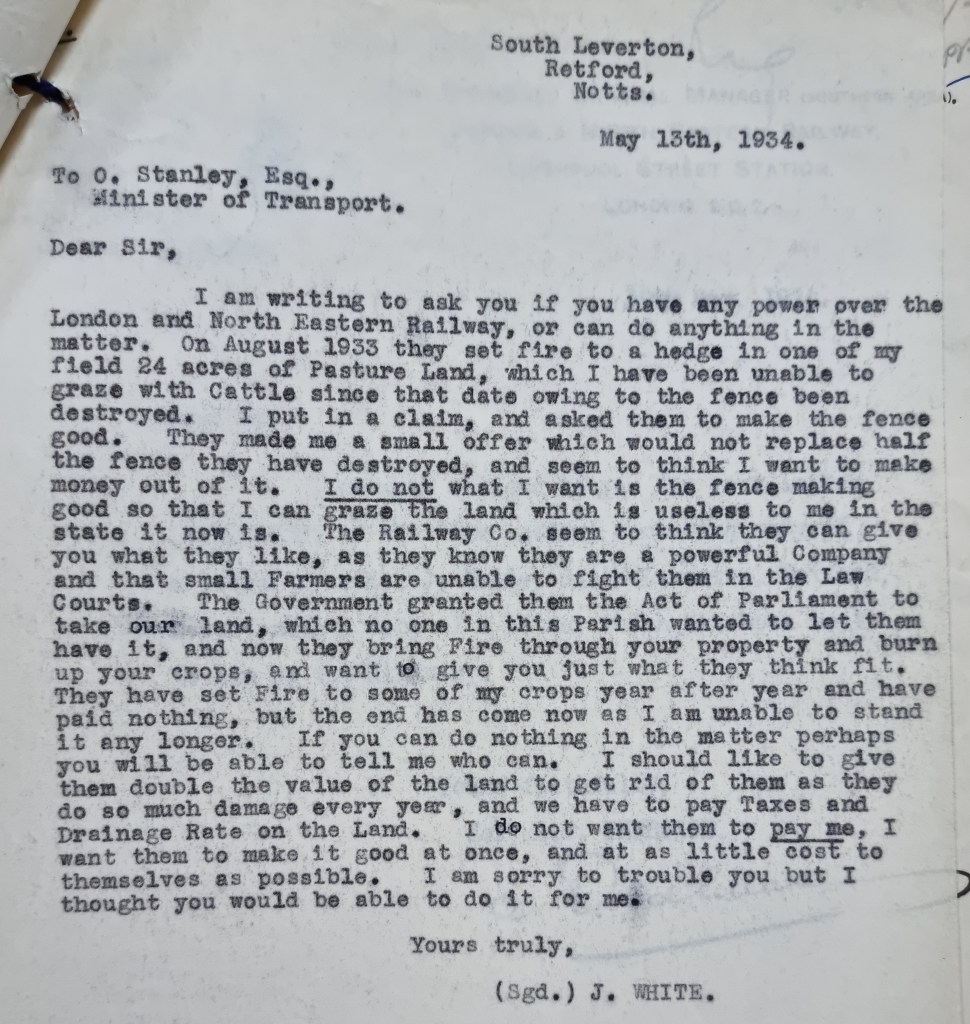 South Leverton,
Retford,
Notts.
May 13th, 1934.
To O. Stanley, Esq.,
Minister of Transport.
Dear Sir,
I am writing to ask you if you have any power over the
London and North Eastern Railway, or can do anything in the
matter. On August 1933 they set fire to a hedge in one of my
field 24 acres of Pasture Land, which I have been unable to
graze with Cattle since that date owing to the fence been
destroyed. I put in a claim, and asked them to make the fence
good. They made me a small offer which would not replace half
the fence they have destroyed, and seem to think I want to make
money out of it. I do not what I want is the fence making
good so that I can graze the land which is useless to me in the
state it now is. The Railway Co. seem to think they can give
you what they like, as they know they are a powerful Company
and that small Farmers are unable to fight them in the Law
Courts. The Government granted them the Act of Parliament to
take our land, which no one in this Parish wanted to let them
have it, and now they bring Fire through your property and burn
up your crops, and want to give you just what they think fit.
They have set Fire to some of my crops year after year and have
paid nothing, but the end has come now as I am unable to stand
it any longer. If you can do nothing in the matter perhaps
you will be able to tell me who can. I should like to give
them double the value of the land to get rid of them as they
do so much damage every year, and we have to pay Taxes and
Drainage Rate on the Land. I do not want them to pay me, I
want them to make it good at once, and at as little cost to
themselves as possible. I am sorry to trouble you but I
thought you would be able to do it for me.
Yours truly,
(Sgd.) J. WHITE.